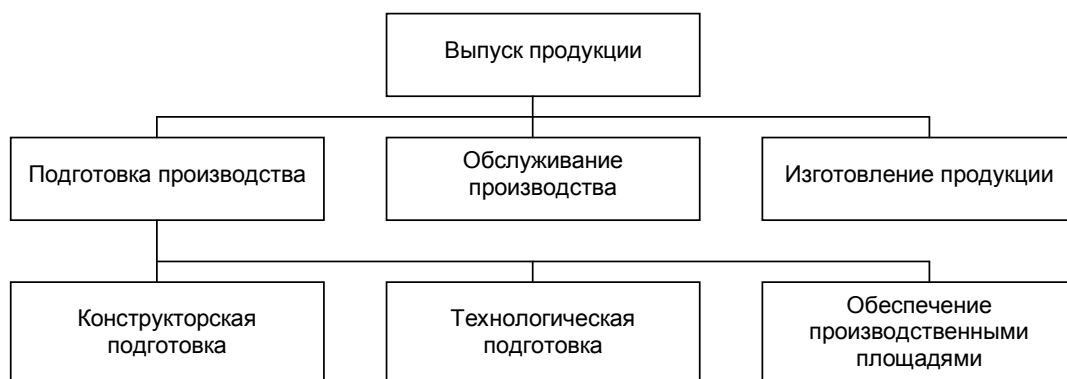 Выпуск продукции
Подготовка производства
Обслуживание
производства
Изготовление продукции
Конструкторская
подготовка
Технологическая
подготовка
Обеспечение
производственными
площадями